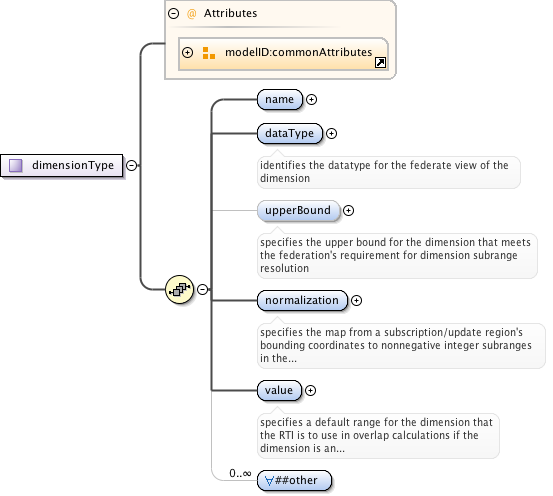 @ Attributes
modelID:commonAttributes
name
dataType
identifies the datatype for the federate view of the
dimension
dimensionType
upperBound
specifies the upper bound for the dimension that meets
the federation's requirement for dimension subrange
resolution
normalization
specifies the map from a subscription/update region's
bounding coordinates to nonnegative integer subranges
in the...
value
specifies a default range for the dimension that
the RTI is to use in overlap calculations if the
dimension is an...
0..∞
∀##other